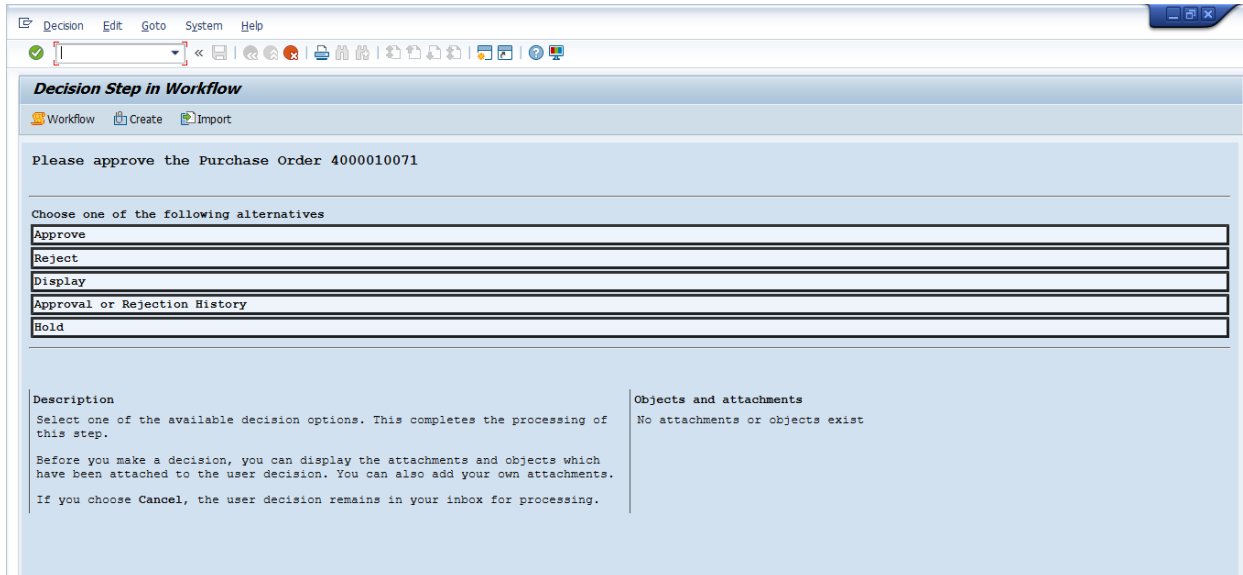 Decision Edit Goto System Help
Decision Step in Workflow
Workflow Create Import
Please approve the Purchase Order 4000010071
Choose one of the following alternatives
Approve
Reject
Display
Approval or Rejection History
Hold
Description
Select one of the available decision options. This completes the processing of
this step.
Before you make a decision, you can display the attachments and objects which
have been attached to the user decision. You can also add your own attachments.
If you choose Cancel, the user decision remains in your inbox for processing.
Objects and attachments
No attachments or objects exist